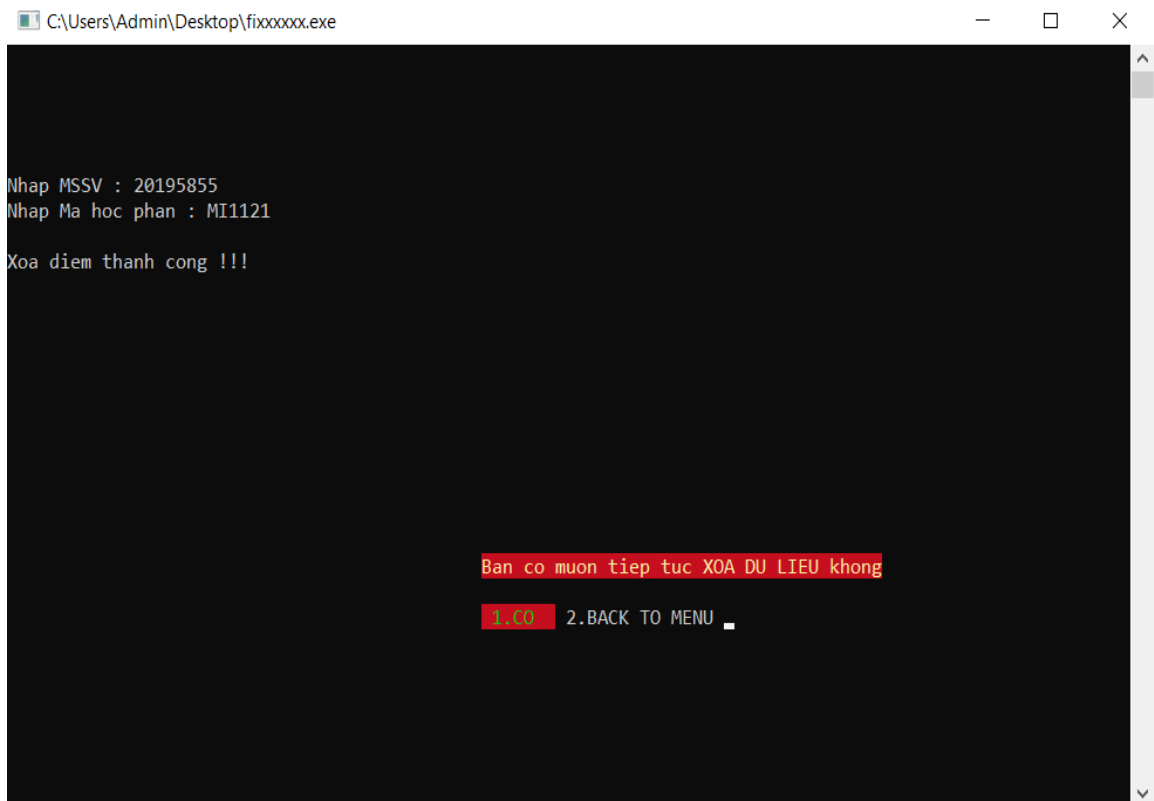 C:\Users\Admin\Desktop\fixxxxxx.exe
Nhap MSSV : 20195855
Nhap Ma hoc phan : MI1121
Xoa diem thanh cong !!!
Ban co muon tiep tuc XOA DU LIEU khong
1.CO 2.BACK TO MENU